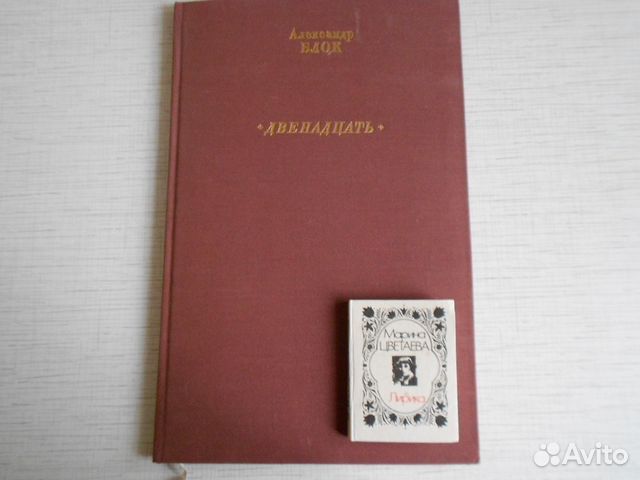 Александр
БЛОК
• ДВЕНАДЦАТЬ •
Марина
ЦВЕТАЕВА
Лирика
Avito